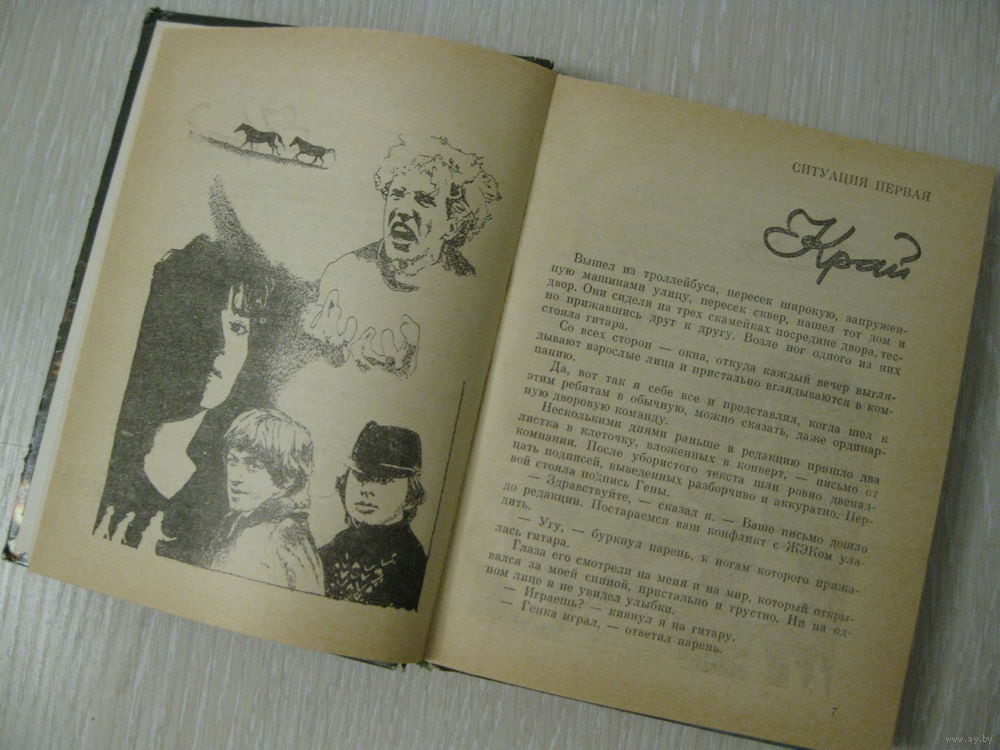 СИТУАЦИЯ ПЕРВАЯ
Край
Вышел из троллейбуса, пересек широкую, запружен-
ную машинами улицу, пересек сквер, нашел тот дом и
двор. Они сидели на трех скамейках посредине двора, тес-
но прижавшись друг к другу. Возле ног одного из них
стояла гитара.
Со всех сторон — окна, откуда каждый вечер выгля-
дывают взрослые лица и пристально вглядываются в ком-
панию.
Да, вот так я себе все и представлял, когда шел к
этим ребятам в обычную, можно сказать, даже ординар-
ную дворовую команду.
Несколькими днями раньше в редакцию пришло два
листка в клеточку, вложенных в конверт, — письмо от
компании. После убористого текста шли ровно двенад-
цать подписей, выведенных разборчиво и аккуратно. Пер-
вой стояла подпись Гены.
— Здравствуйте, — сказал я. — Ваше письмо дошло
до редакции. Постараемся ваш конфликт с ЖЭКом ула-
дить.
— Угу, — буркнул парень, к ногам которого прижа-
лась гитара.
Глаза его смотрели на меня и на мир, который откры-
вался за моей спиной, пристально и грустно. Ни на од-
ном лице я не увидел улыбки.
— Играешь? — кивнул я на гитару.
— Генка играл, — ответил парень.
7
www.ay.by